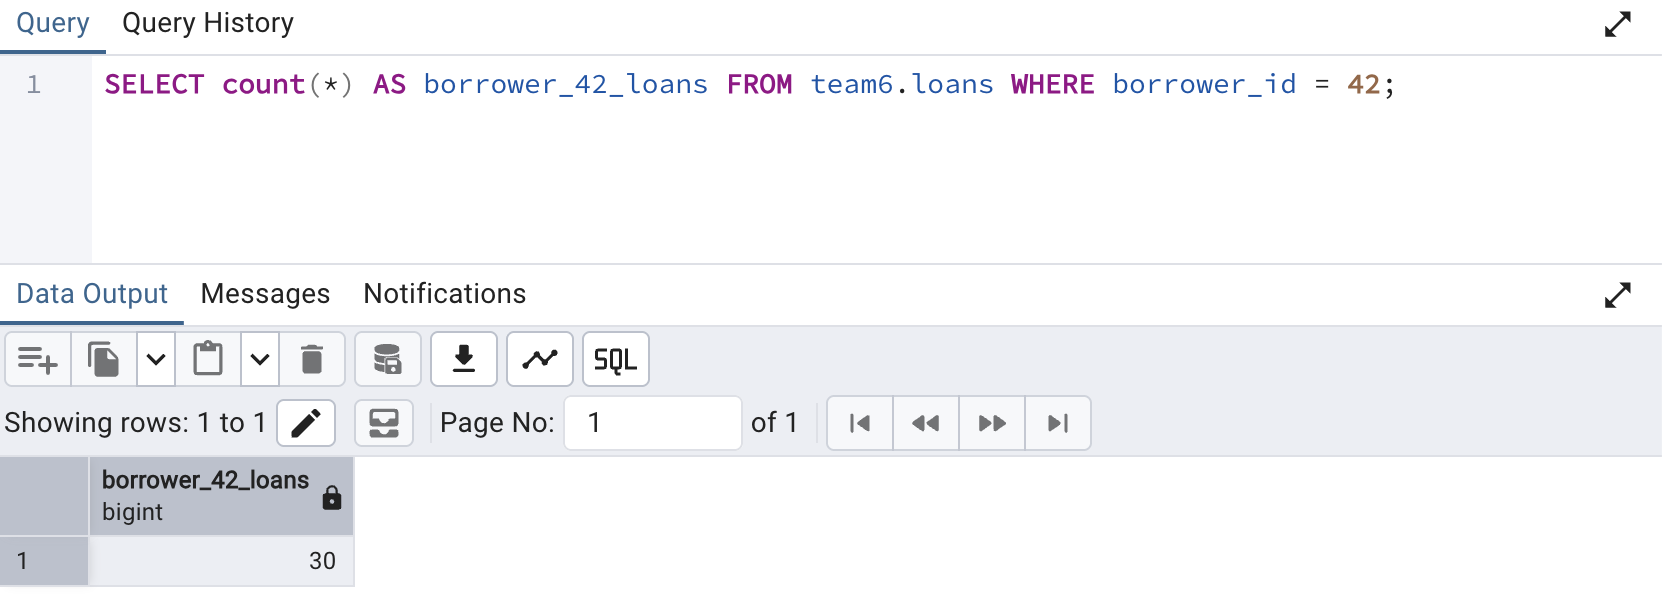 Query Query History
1 SELECT count(*) AS borrower_42_loans FROM team6.loans WHERE borrower_id = 42;
Data Output Messages Notifications
SQL
Showing rows: 1 to 1 Page No: 1 of 1
borrower_42_loans
bigint
1 30